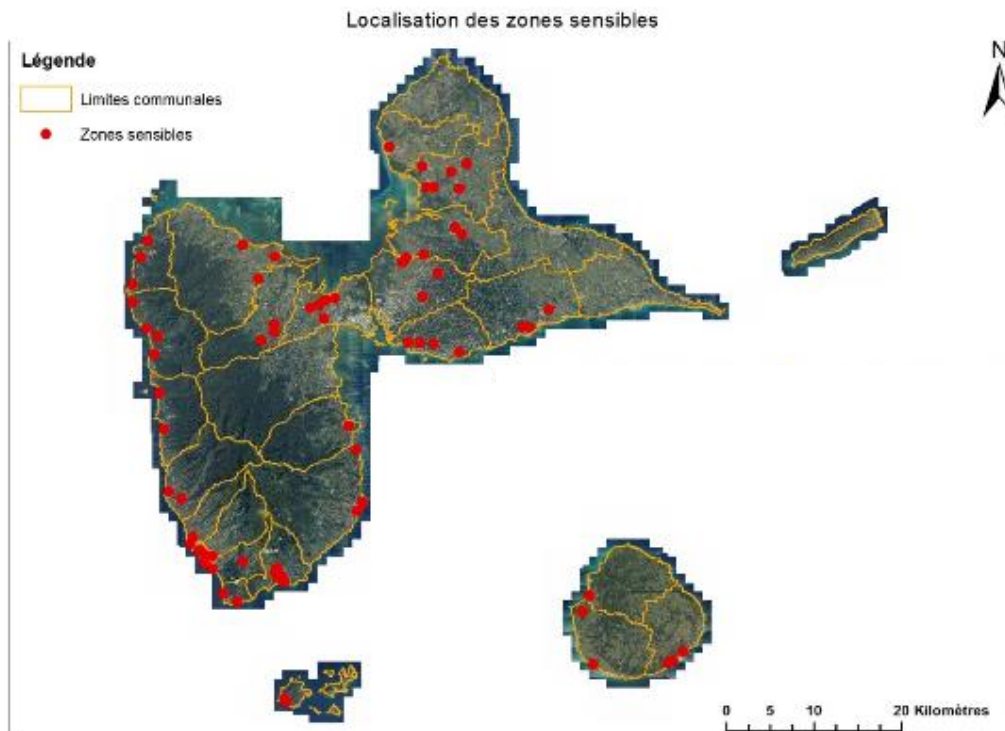 Localisation des zones sensibles
Légende
N
Limites communales
Zones sensibles
0 5 10 20 Kilomètres